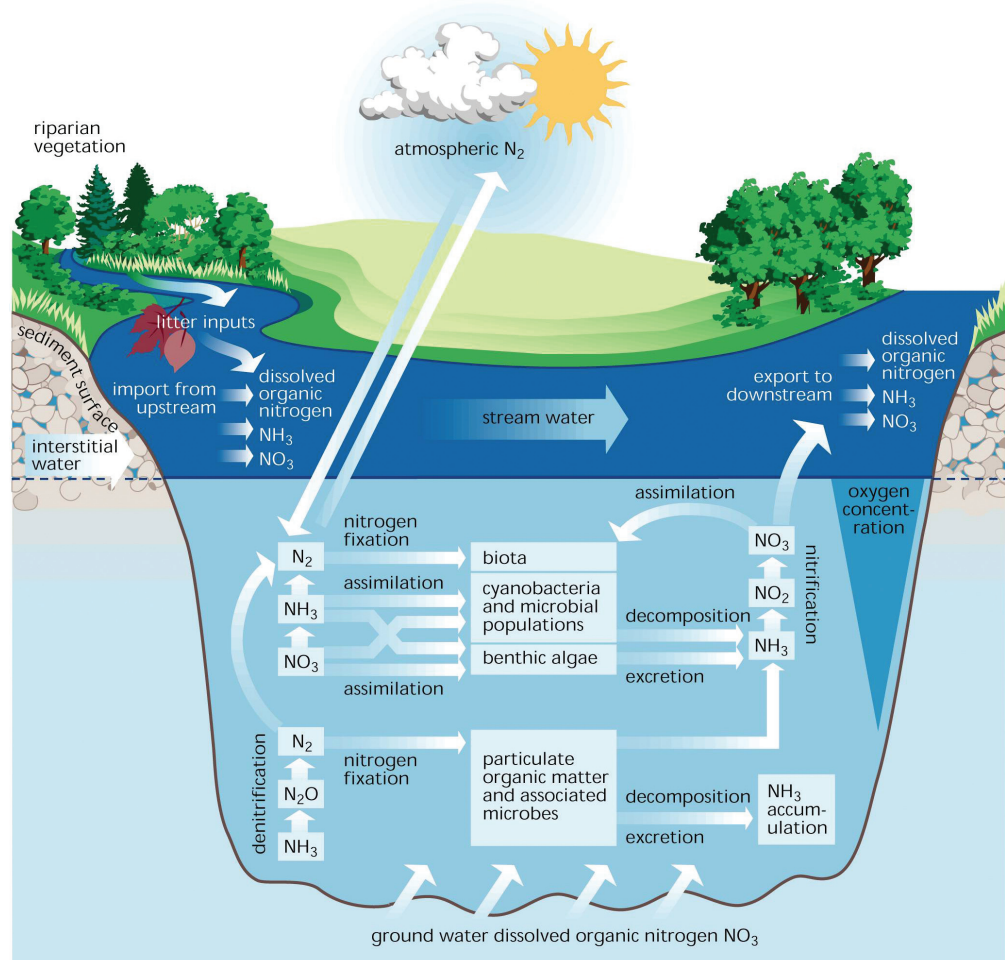 riparian
vegetation
atmospheric N₂
litter inputs
sediment surface
import from
upstream
dissolved
organic
nitrogen
NH₃
NO₃
interstitial
water
stream water
export to
downstream
dissolved
organic
nitrogen
NH₃
NO₃
oxygen
concent-
ration
assimilation
nitrogen
fixation
N₂
NH₃
NO₃
assimilation
assimilation
biota
cyanobacteria
and microbial
populations
benthic algae
decomposition
excretion
NO₃
NO₂
NH₃
nitrification
denitrification
N₂
N₂O
NH₃
nitrogen
fixation
particulate
organic matter
and associated
microbes
decomposition
excretion
NH₃
accum-
ulation
ground water dissolved organic nitrogen NO₃